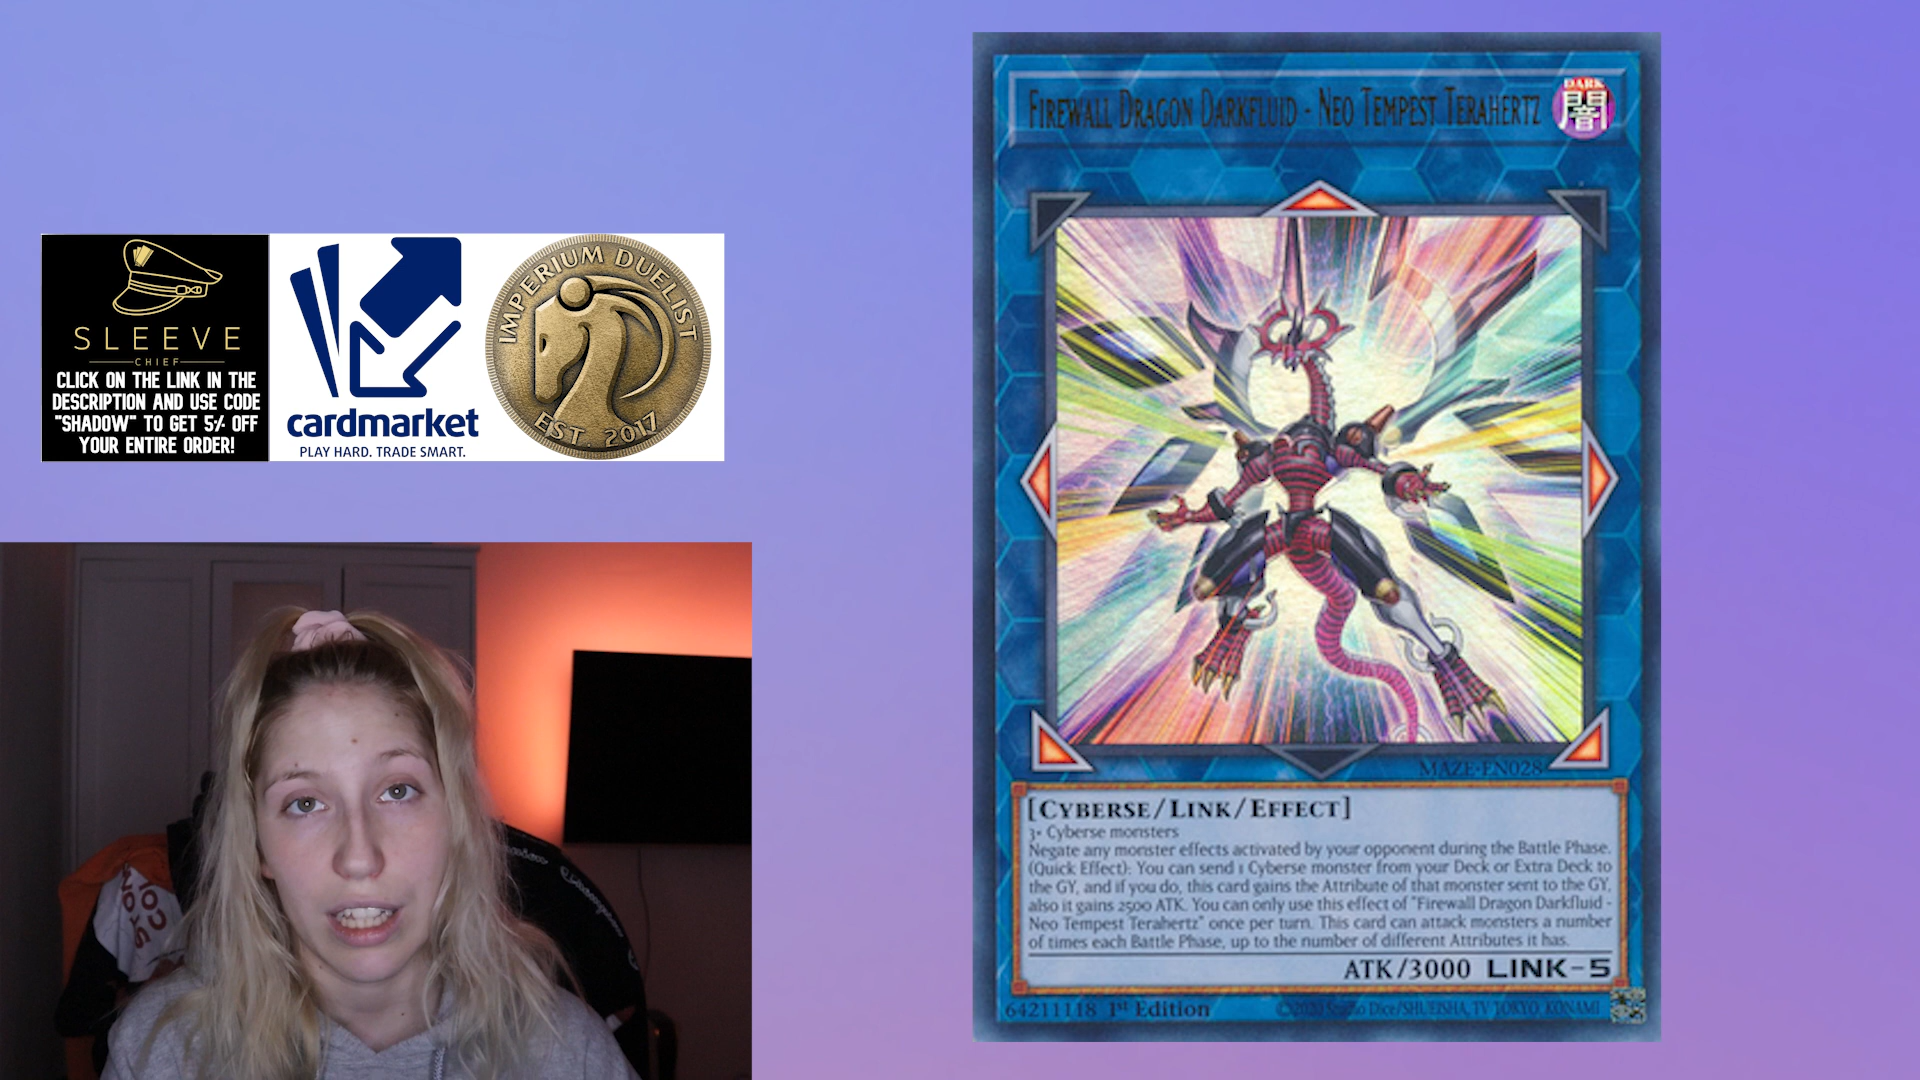 SLEEVE
CHIEF
CLICK ON THE LINK IN THE
DESCRIPTION AND USE CODE
"SHADOW" TO GET 5% OFF
YOUR ENTIRE ORDER!
cardmarket
PLAY HARD. TRADE SMART.
IMPERIUM DUELIST
EST. 2017
FIREWALL DRAGON DARKFLUID - NEO TEMPEST TERAHERTZ
DARK
闇
MAZE-EN028
[CYBERSE/LINK/EFFECT]
3+ Cyberse monsters
Negate any monster effects activated by your opponent during the Battle Phase.
(Quick Effect): You can send 1 Cyberse monster from your Deck or Extra Deck to
the GY, and if you do, this card gains the Attribute of that monster sent to the GY,
also it gains 2500 ATK. You can only use this effect of "Firewall Dragon Darkfluid -
Neo Tempest Terahertz" once per turn. This card can attack monsters a number
of times each Battle Phase, up to the number of different Attributes it has.
ATK/3000 LINK-5
64211118 1st Edition
©2020 Studio Dice/SHUEISHA, TV TOKYO, KONAMI